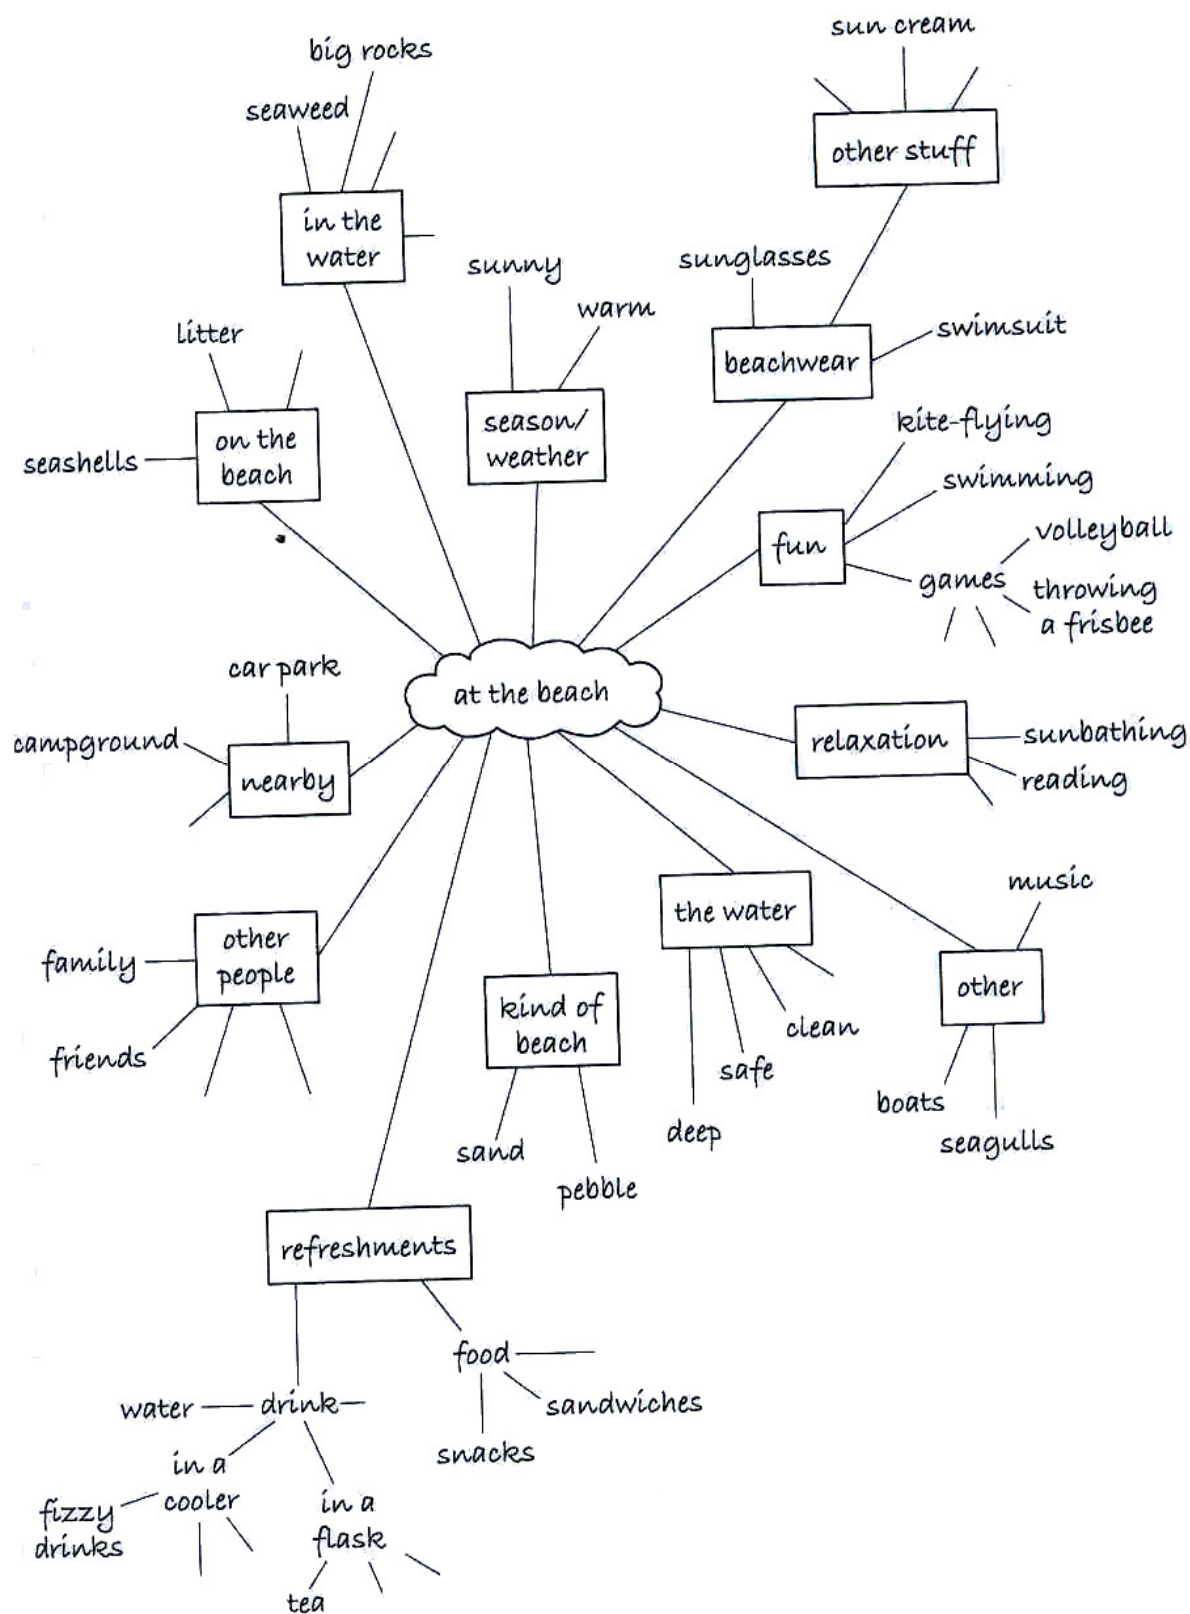 sun cream
big rocks
seaweed
other stuff
in the
water
sunglasses
sunny
warm
swimsuit
litter
beachwear
kite-flying
season/
weather
on the
beach
seashells
swimming
volleyball
fun
games
throwing
a frisbee
car park
at the beach
campground
nearby
relaxation
sunbathing
reading
music
the water
other
people
family
other
kind of
beach
clean
friends
safe
boats
deep
seagulls
sand
pebble
refreshments
food
sandwiches
water
drink
snacks
in a
cooler
fizzy
drinks
in a
flask
tea